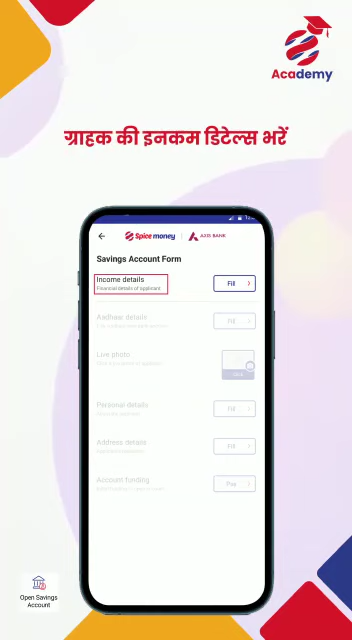 Academy
ग्राहक की इनकम डिटेल्स भरें
Spice money
AXIS BANK
Savings Account Form
Income details
Financial details of applicant
Fill
Aadhaar details
Fill
Live photo
Personal details
Fill
Address details
Fill
Account funding
Pay
Open Savings
Account